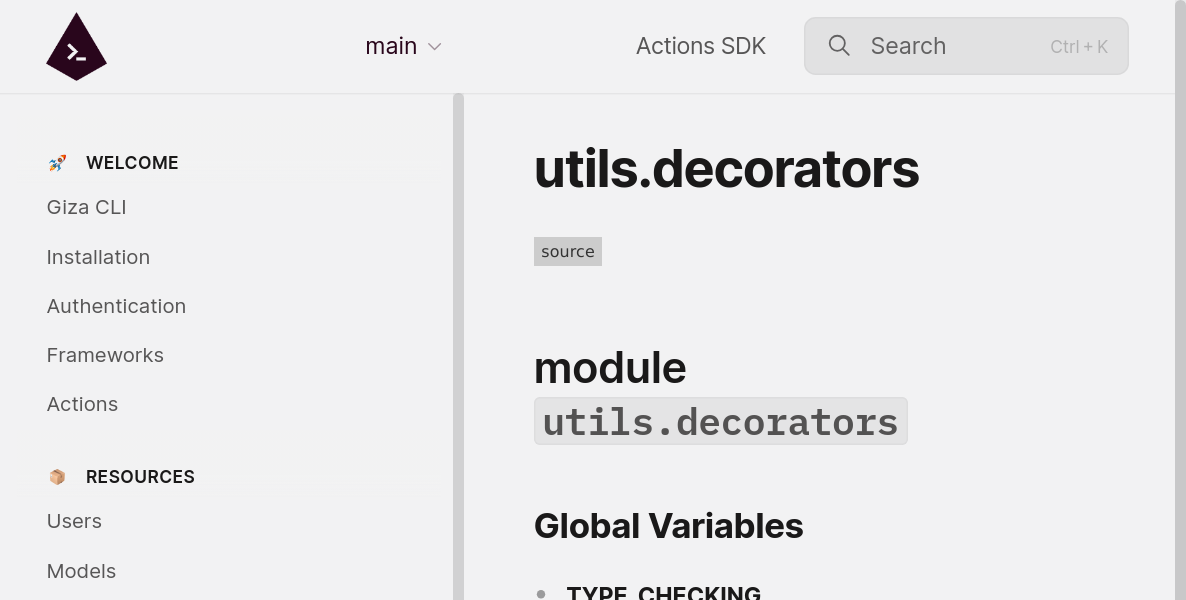 main
Actions SDK
Search
Ctrl + K
WELCOME
Giza CLI
Installation
Authentication
Frameworks
Actions
RESOURCES
Users
Models
utils.decorators
source
module
utils.decorators
Global Variables
TYPE_CHECKING